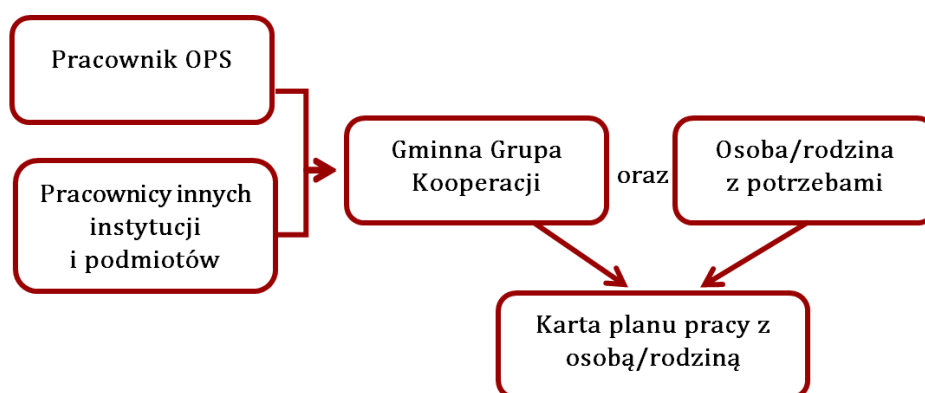 Pracownik OPS
Pracownicy innych
instytucji
i podmiotów
Gminna Grupa
Kooperacji
oraz
Osoba/rodzina
z potrzebami
Karta planu pracy z
osobą/rodziną